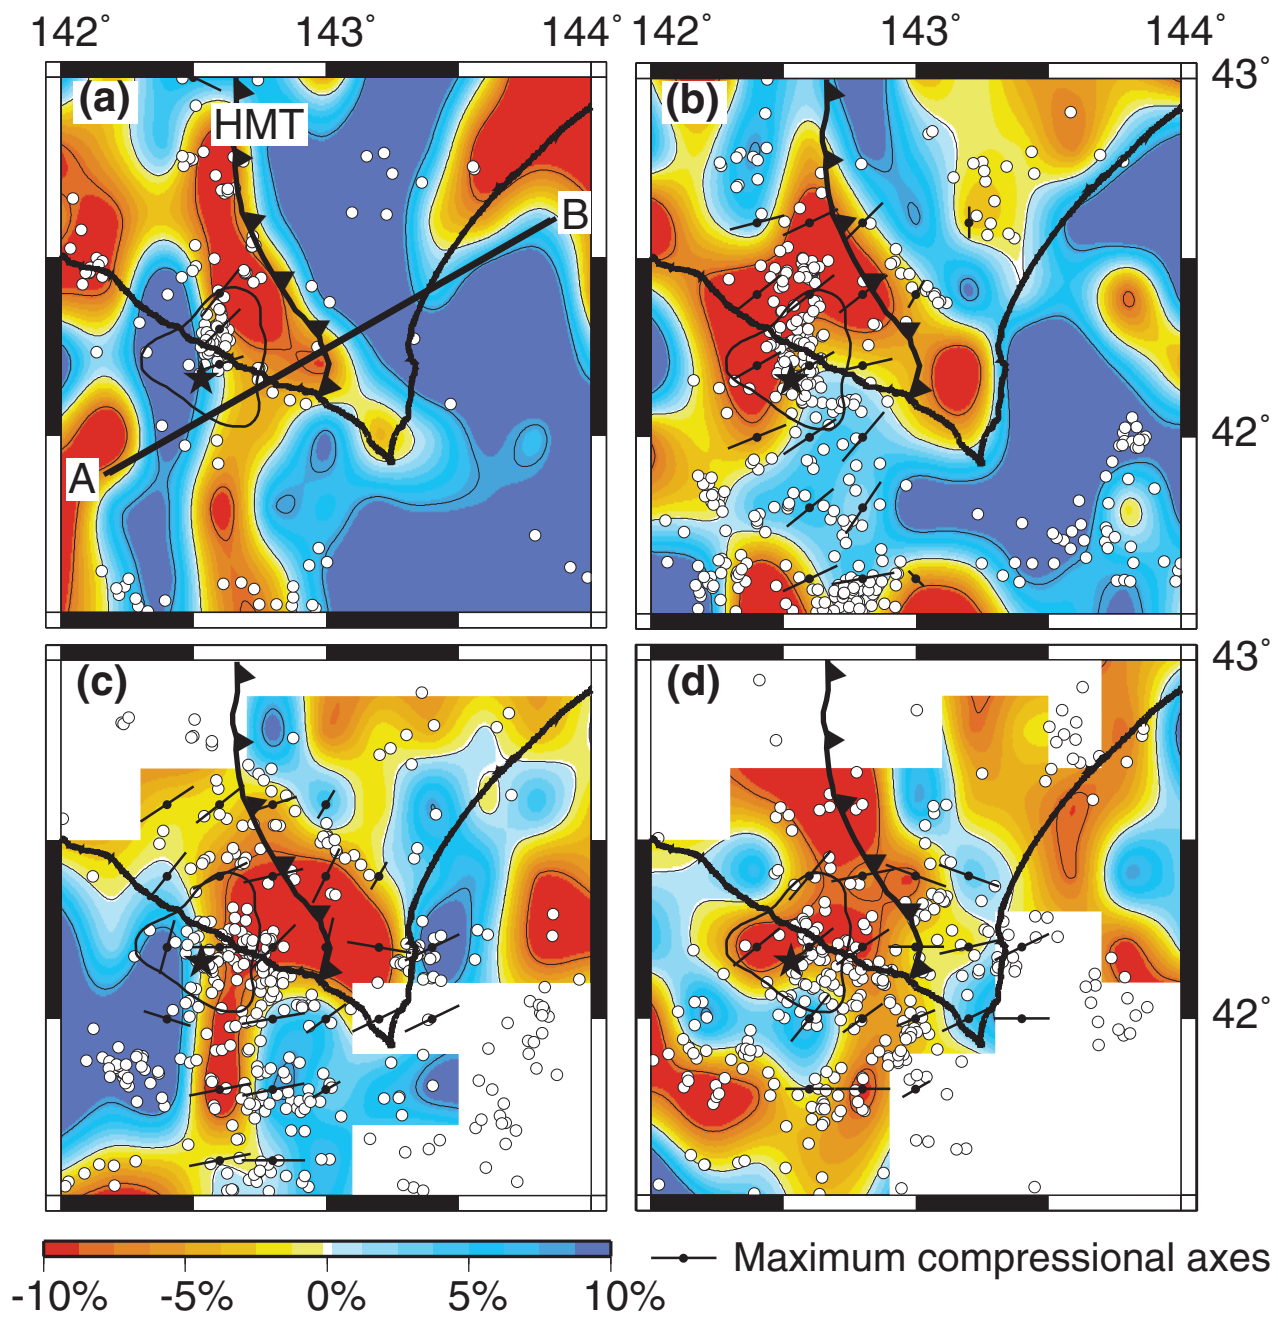 142° 143° 144° 142° 143° 144°
(a) (b) 43°
HMT
B
A
42°
(c) (d) 43°
42°
-10% -5% 0% 5% 10%
Maximum compressional axes